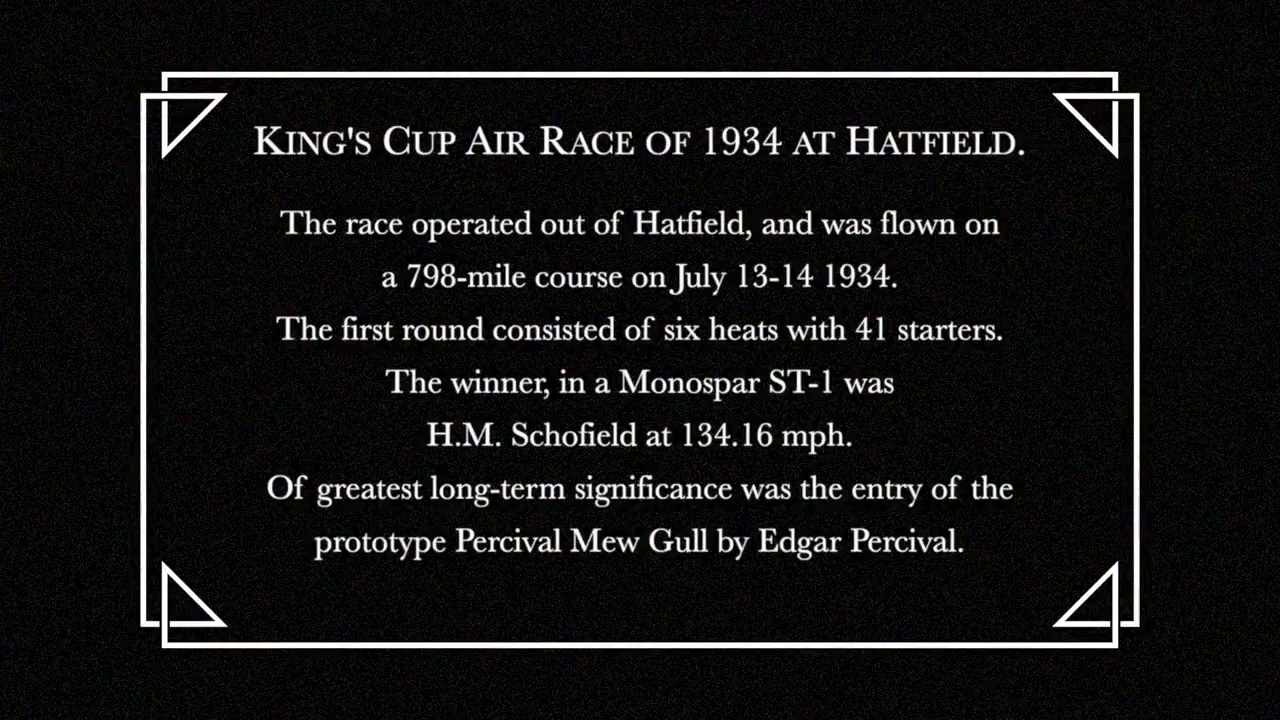 KING'S CUP AIR RACE OF 1934 AT HATFIELD.
The race operated out of Hatfield, and was flown on
a 798-mile course on July 13-14 1934.
The first round consisted of six heats with 41 starters.
The winner, in a Monospar ST-1 was
H.M. Schofield at 134.16 mph.
Of greatest long-term significance was the entry of the
prototype Percival Mew Gull by Edgar Percival.